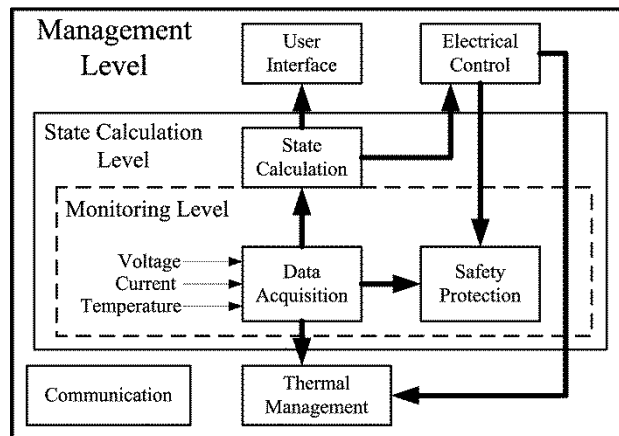 Management
Level
User
Interface
Electrical
Control
State Calculation
Level
State
Calculation
Monitoring Level
Voltage
Current
Temperature
Data
Acquisition
Safety
Protection
Communication
Thermal
Management